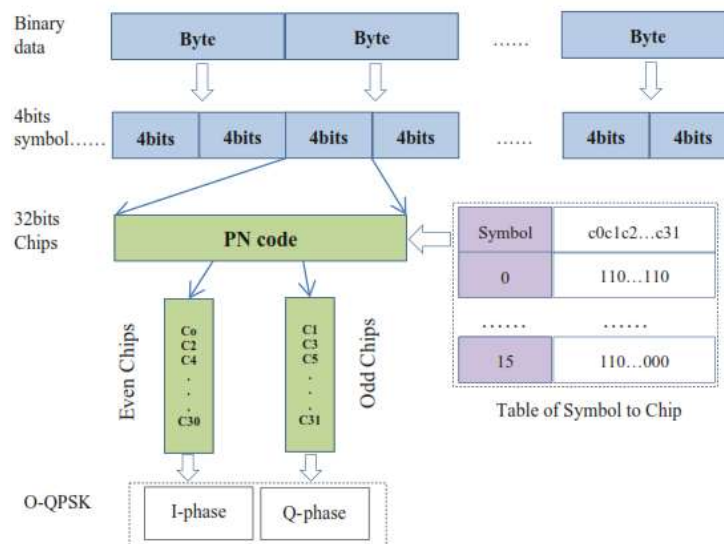 Binary
data
Byte Byte ...... Byte
4bits
symbol......
4bits 4bits 4bits 4bits ...... 4bits 4bits
32bits
Chips
PN code
Symbol c0c1c2...c31
0 110...110
...... ......
15 110...000
Table of Symbol to Chip
Even Chips
Co
C2
C4
.
.
.
C30
C1
C3
C5
.
.
.
C31
Odd Chips
O-QPSK
I-phase Q-phase